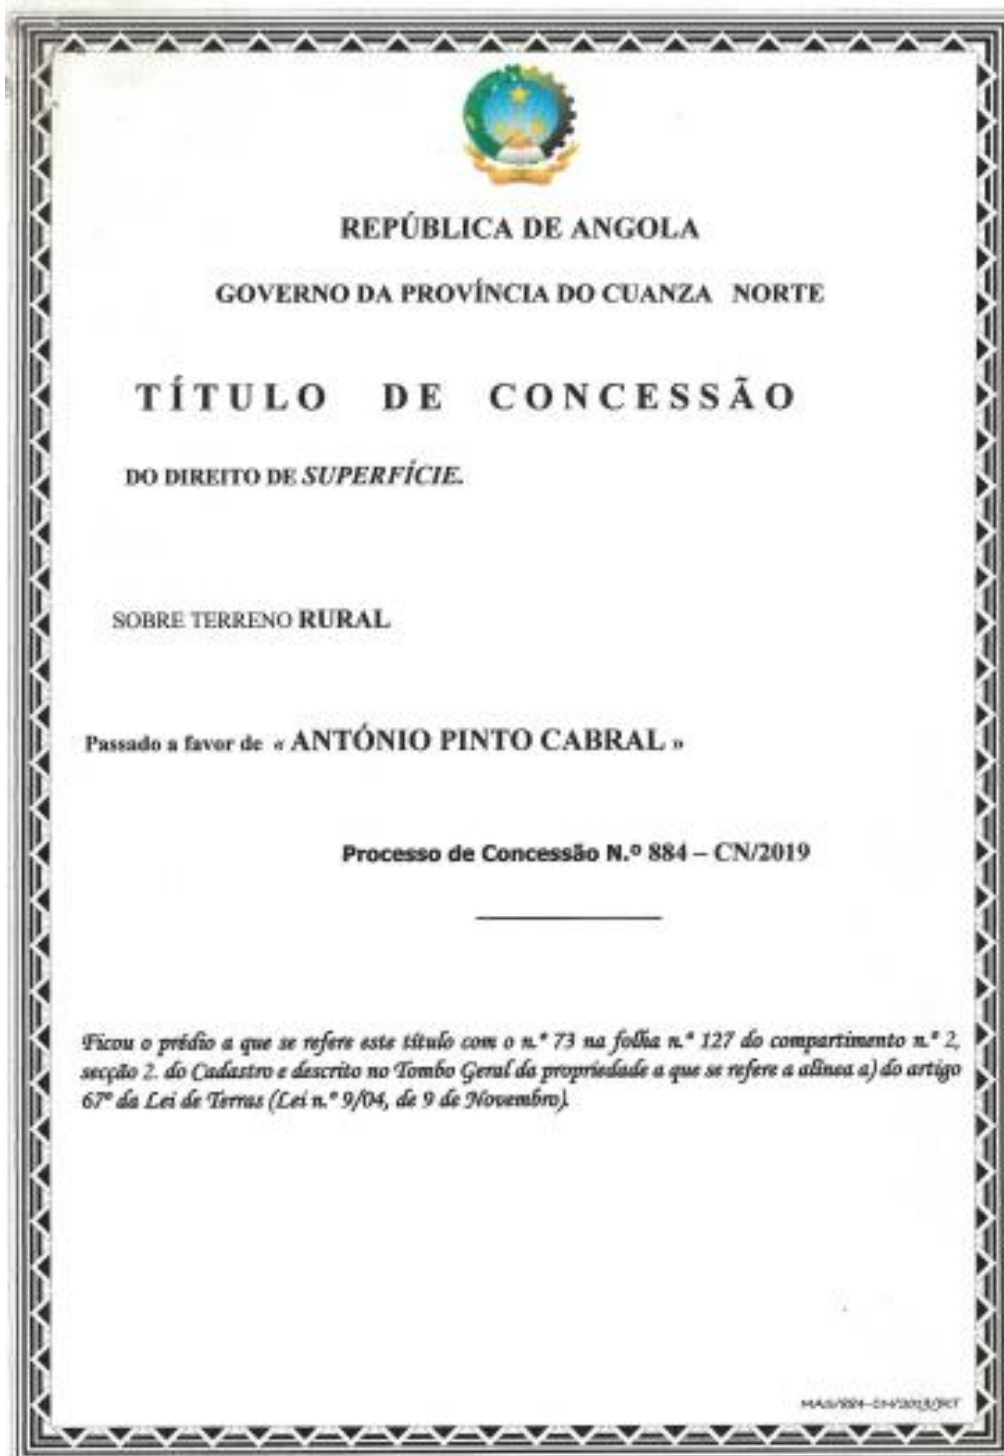 REPÚBLICA DE ANGOLA
GOVERNO DA PROVÍNCIA DO CUANZA NORTE
TÍTULO DE CONCESSÃO
DO DIREITO DE SUPERFÍCIE.
SOBRE TERRENO RURAL
Passado a favor de « ANTÓNIO PINTO CABRAL »
Processo de Concessão N.º 884 – CN/2019
Ficou o prédio a que se refere este título com o n.º 73 na folha n.º 127 do compartimento n.º 2,
secção 2. do Cadastro e descrito no Tombo Geral da propriedade a que se refere a alínea a) do artigo
67º da Lei de Terras (Lei n.º 9/04, de 9 de Novembro).